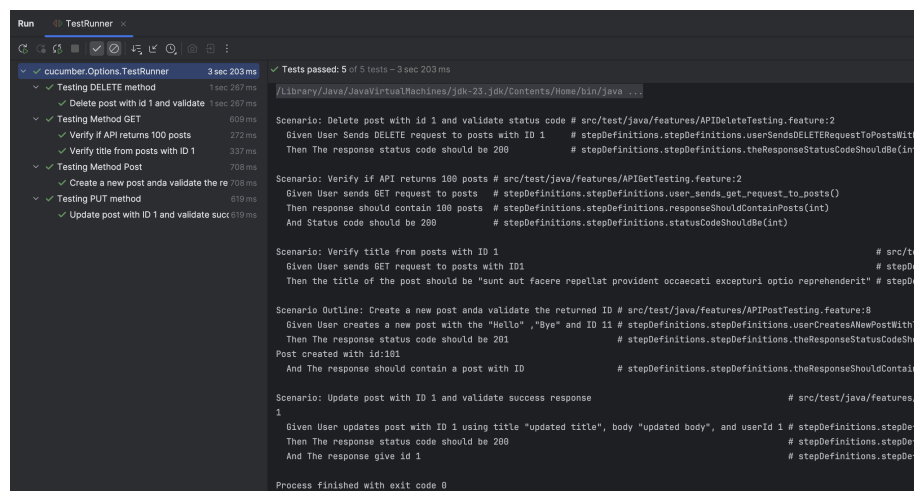 Run TestRunner ×
cucumber.Options.TestRunner 3 sec 203 ms
Testing DELETE method 1 sec 267 ms
Delete post with id 1 and validate 1 sec 267 ms
Testing Method GET 609 ms
Verify if API returns 100 posts 272 ms
Verify title from posts with ID 1 337 ms
Testing Method Post 708 ms
Create a new post anda validate the re 708 ms
Testing PUT method 619 ms
Update post with ID 1 and validate succ 619 ms
Tests passed: 5 of 5 tests – 3 sec 203 ms
/Library/Java/JavaVirtualMachines/jdk-23.jdk/Contents/Home/bin/java ...
Scenario: Delete post with id 1 and validate status code # src/test/java/features/APIDeleteTesting.feature:2
Given User Sends DELETE request to posts with ID 1 # stepDefinitions.stepDefinitions.userSendsDELETERequestToPostsWit
Then The response status code should be 200 # stepDefinitions.stepDefinitions.theResponseStatusCodeShouldBe(in
Scenario: Verify if API returns 100 posts # src/test/java/features/APIGetTesting.feature:2
Given User sends GET request to posts # stepDefinitions.stepDefinitions.user_sends_get_request_to_posts()
Then response should contain 100 posts # stepDefinitions.stepDefinitions.responseShouldContainPosts(int)
And Status code should be 200 # stepDefinitions.stepDefinitions.statusCodeShouldBe(int)
Scenario: Verify title from posts with ID 1 # src/te
Given User sends GET request to posts with ID1 # stepD
Then the title of the post should be "sunt aut facere repellat provident occaecati excepturi optio reprehenderit" # stepD
Scenario Outline: Create a new post anda validate the returned ID # src/test/java/features/APIPostTesting.feature:8
Given User creates a new post with the "Hello" ,"Bye" and ID 11 # stepDefinitions.stepDefinitions.userCreatesANewPostWith
Then The response status code should be 201 # stepDefinitions.stepDefinitions.theResponseStatusCodeSh
Post created with id:101
And The response should contain a post with ID # stepDefinitions.stepDefinitions.theResponseShouldContai
Scenario: Update post with ID 1 and validate success response # src/test/java/features/
1
Given User updates post with ID 1 using title "updated title", body "updated body", and userId 1 # stepDefinitions.stepDe
Then The response status code should be 200 # stepDefinitions.stepDe
And The response give id 1 # stepDefinitions.stepDe
Process finished with exit code 0